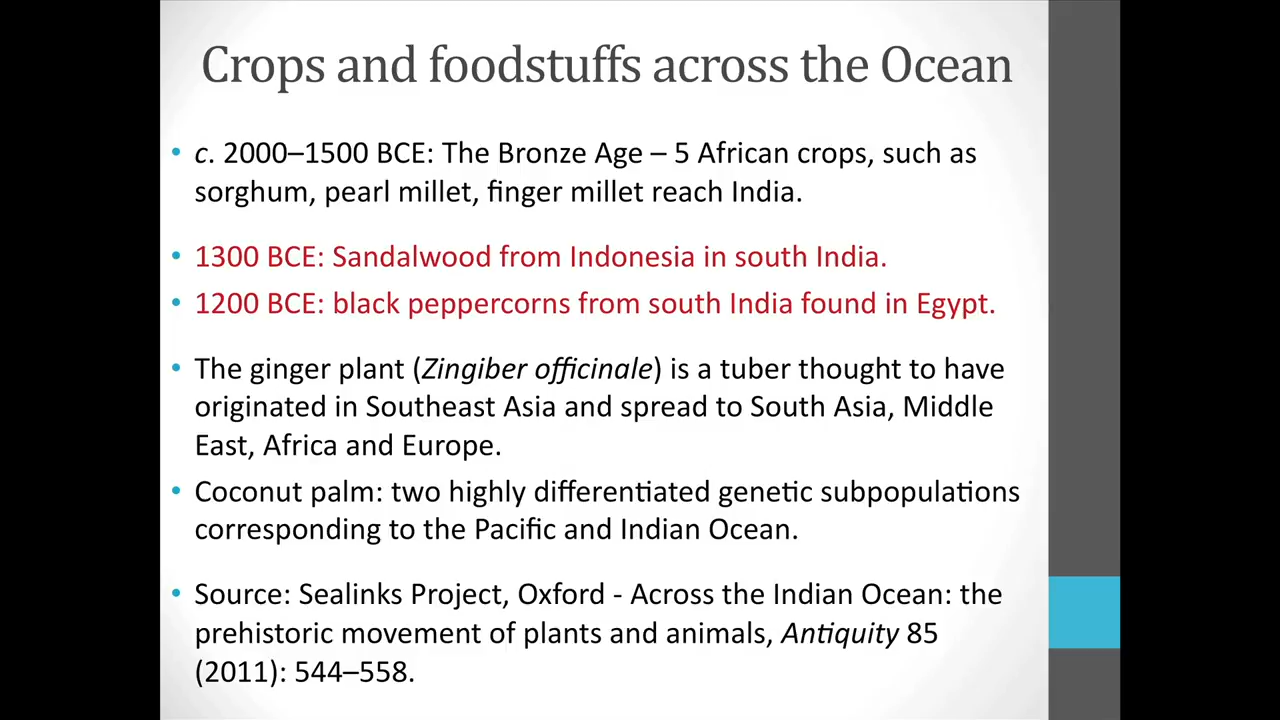 Crops and foodstuffs across the Ocean
• c. 2000–1500 BCE: The Bronze Age – 5 African crops, such as
sorghum, pearl millet, finger millet reach India.
• 1300 BCE: Sandalwood from Indonesia in south India.
• 1200 BCE: black peppercorns from south India found in Egypt.
• The ginger plant (Zingiber officinale) is a tuber thought to have
originated in Southeast Asia and spread to South Asia, Middle
East, Africa and Europe.
• Coconut palm: two highly differentiated genetic subpopulations
corresponding to the Pacific and Indian Ocean.
• Source: Sealinks Project, Oxford - Across the Indian Ocean: the
prehistoric movement of plants and animals, Antiquity 85
(2011): 544–558.